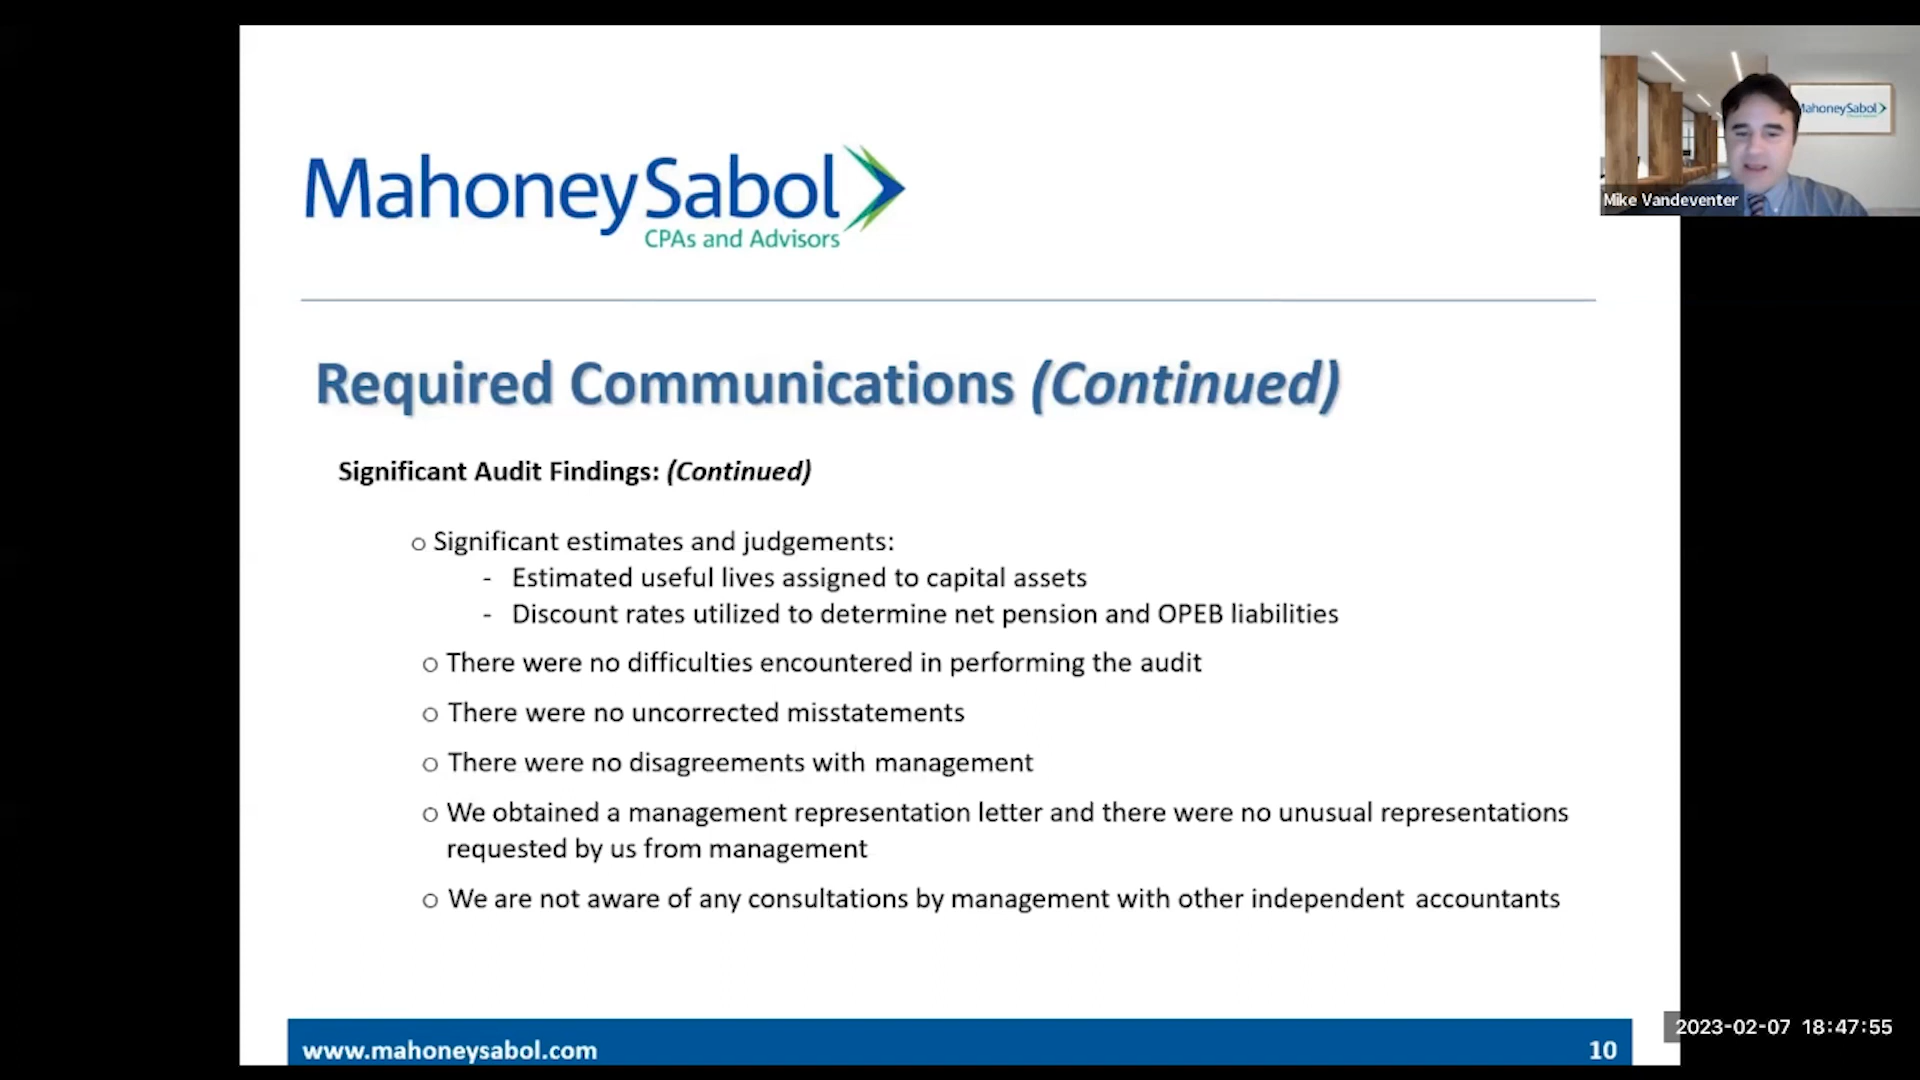 MahoneySabol
CPAs and Advisors
MahoneySabol
Mike Vandeventer
Required Communications (Continued)
Significant Audit Findings: (Continued)
o Significant estimates and judgements:
- Estimated useful lives assigned to capital assets
- Discount rates utilized to determine net pension and OPEB liabilities
o There were no difficulties encountered in performing the audit
o There were no uncorrected misstatements
o There were no disagreements with management
o We obtained a management representation letter and there were no unusual representations
requested by us from management
o We are not aware of any consultations by management with other independent accountants
www.mahoneysabol.com
10
2023-02-07 18:47:55